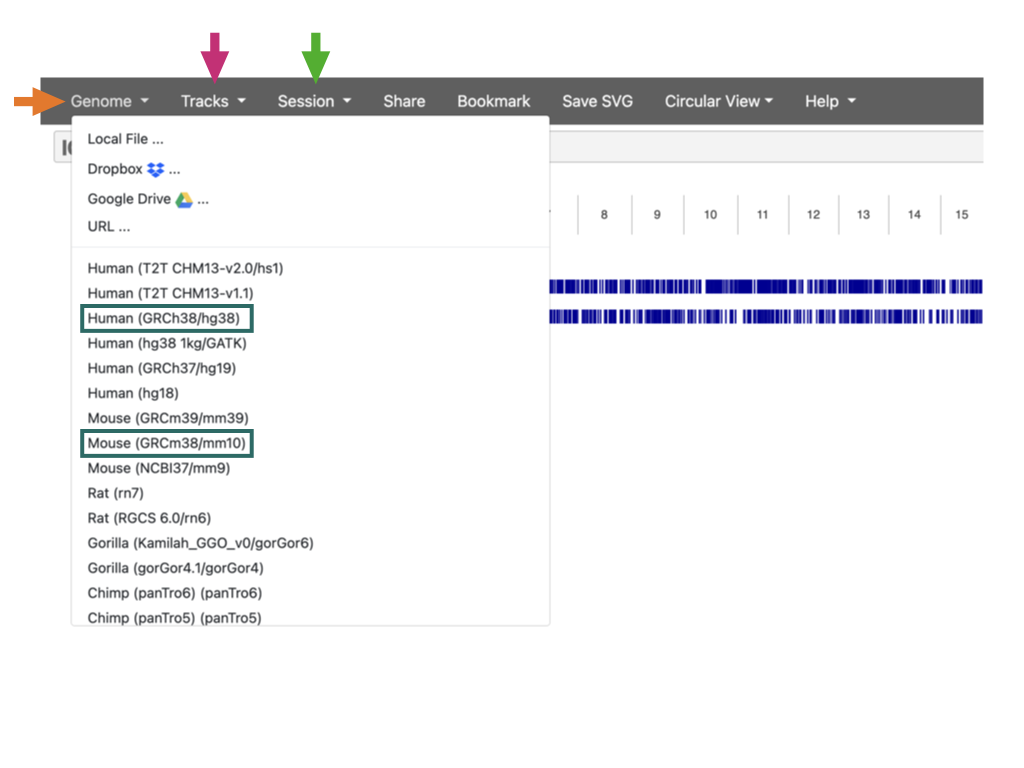 Genome Tracks Session Share Bookmark Save SVG Circular View Help
Local File ...
Dropbox ...
Google Drive ...
URL ...
8 9 10 11 12 13 14 15
Human (T2T CHM13-v2.0/hs1)
Human (T2T CHM13-v1.1)
Human (GRCh38/hg38)
Human (hg38 1kg/GATK)
Human (GRCh37/hg19)
Human (hg18)
Mouse (GRCm39/mm39)
Mouse (GRCm38/mm10)
Mouse (NCBI37/mm9)
Rat (rn7)
Rat (RGCS 6.0/rn6)
Gorilla (Kamilah_GGO_v0/gorGor6)
Gorilla (gorGor4.1/gorGor4)
Chimp (panTro6) (panTro6)
Chimp (panTro5) (panTro5)